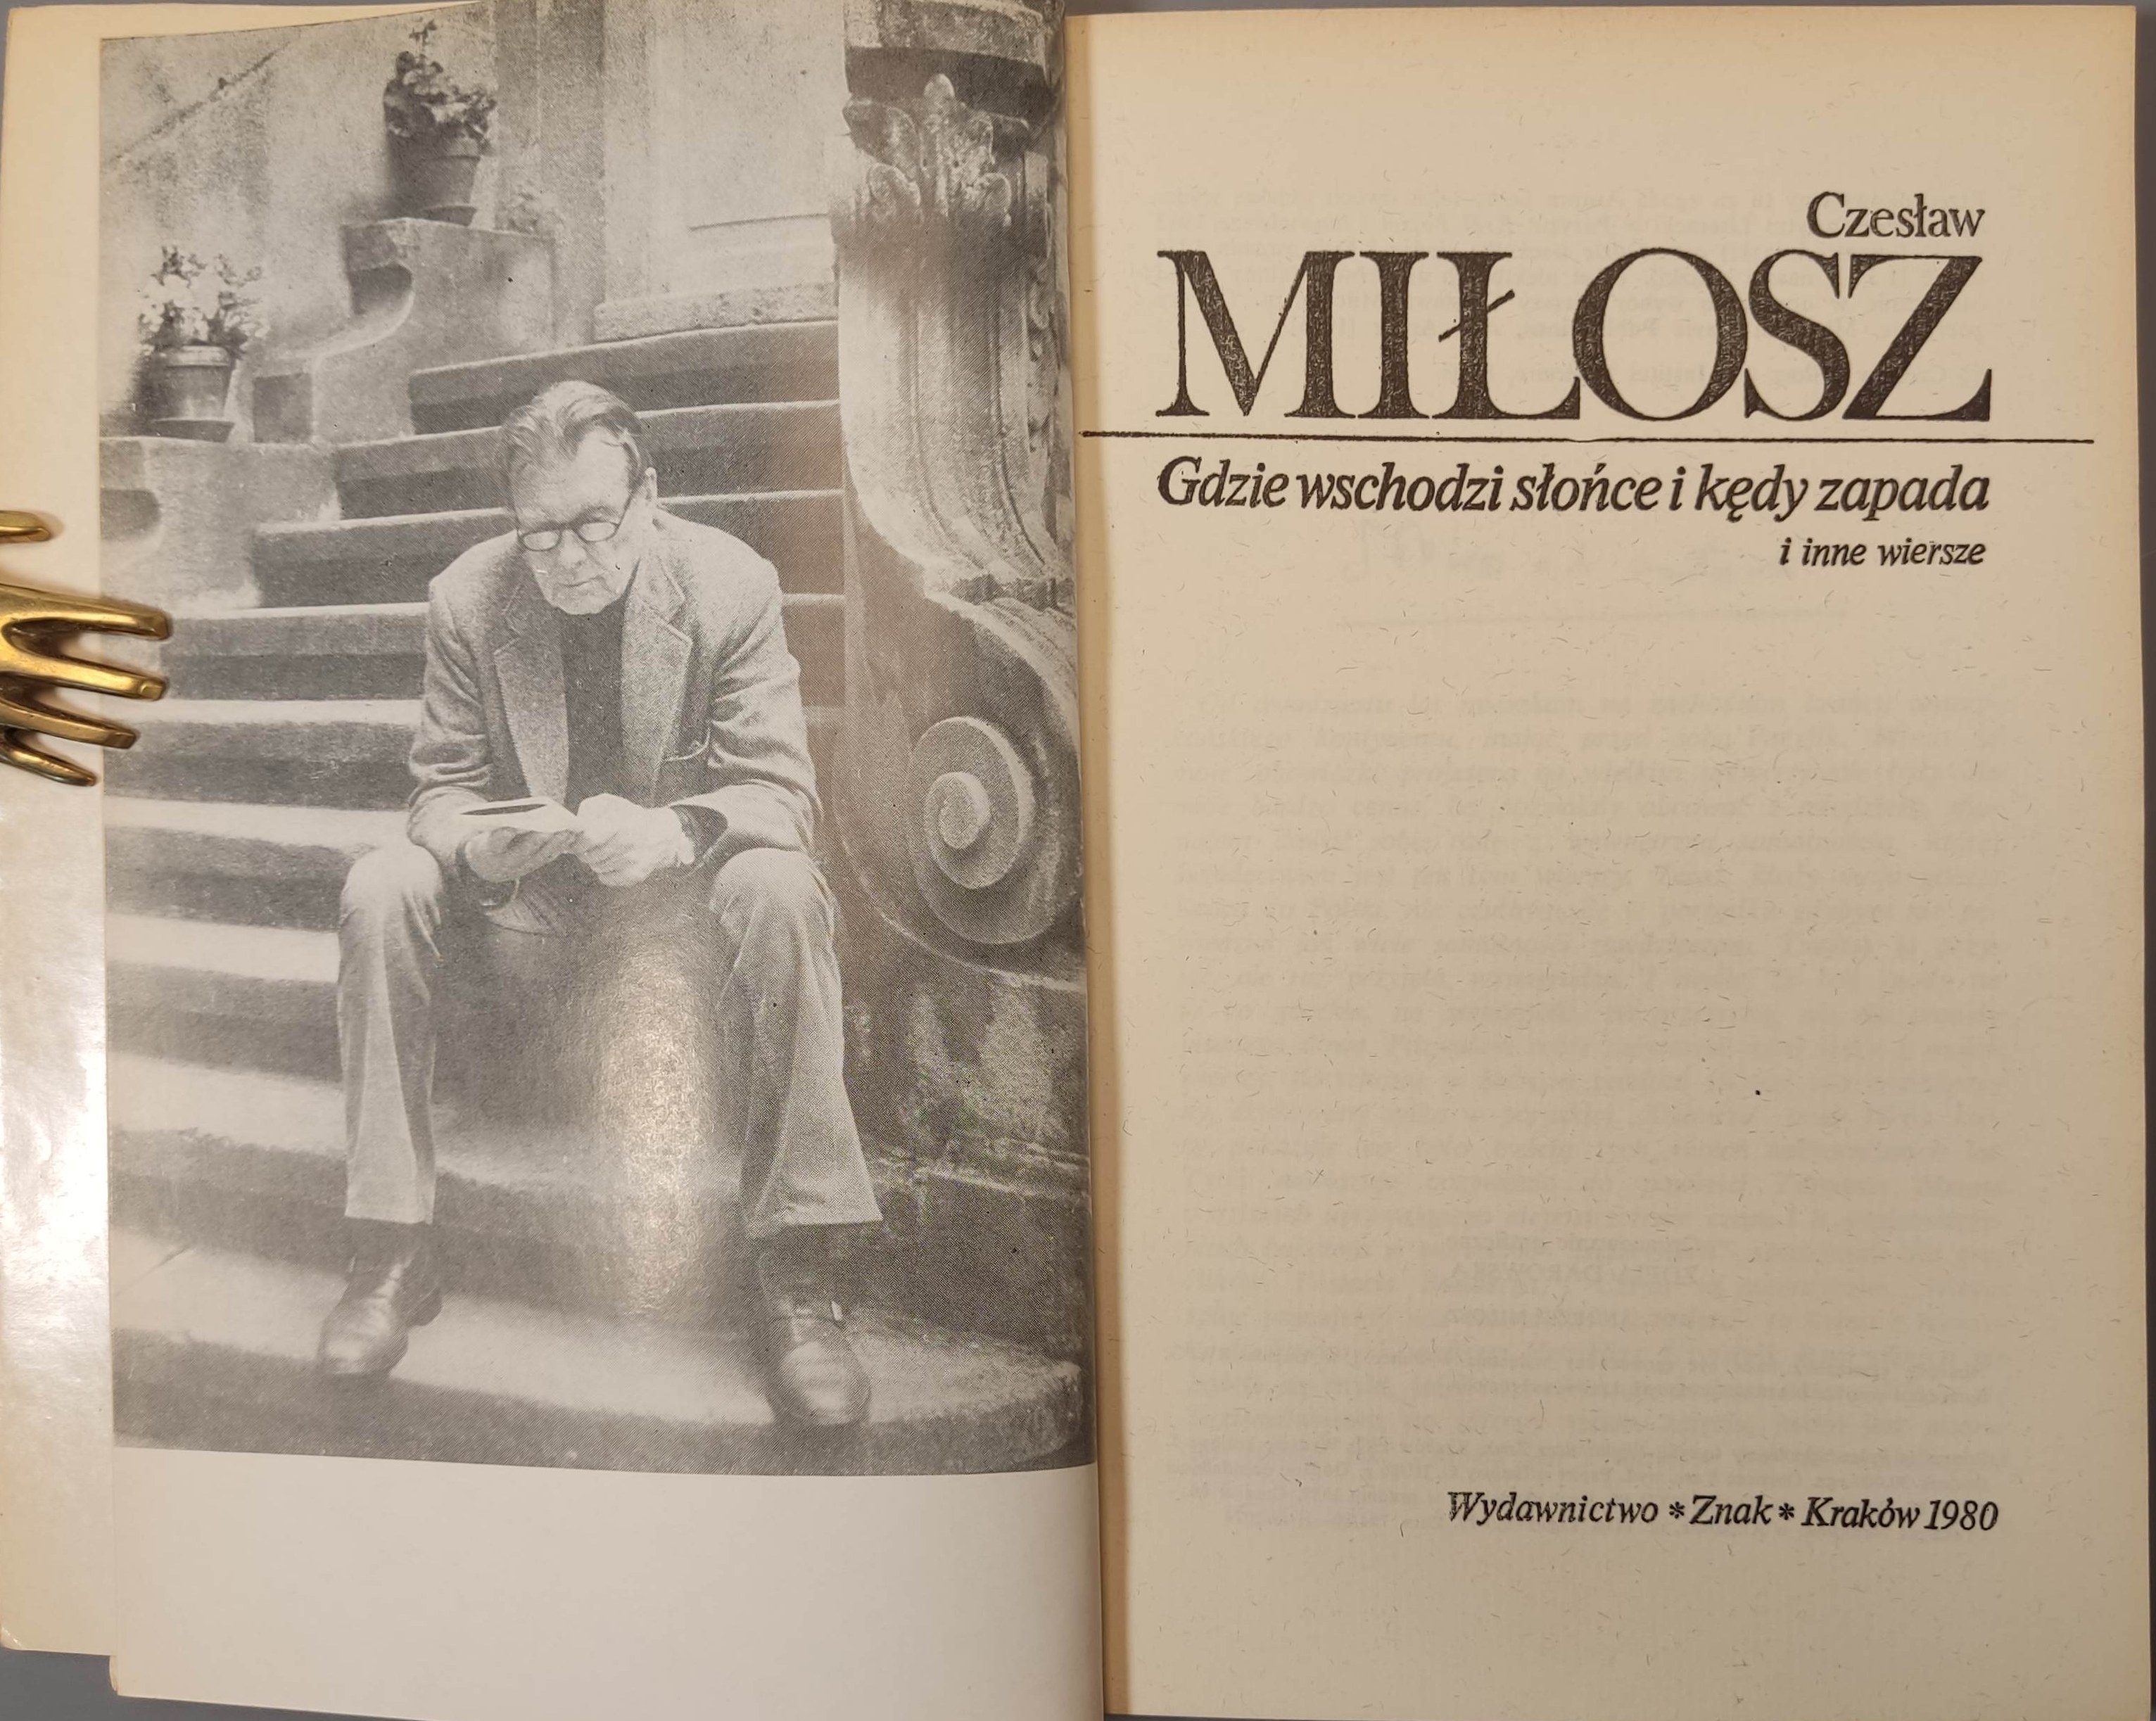 Czesław
MIŁOSZ
Gdzie wschodzi słońce i kędy zapada
i inne wiersze
Wydawnictwo * Znak * Kraków 1980